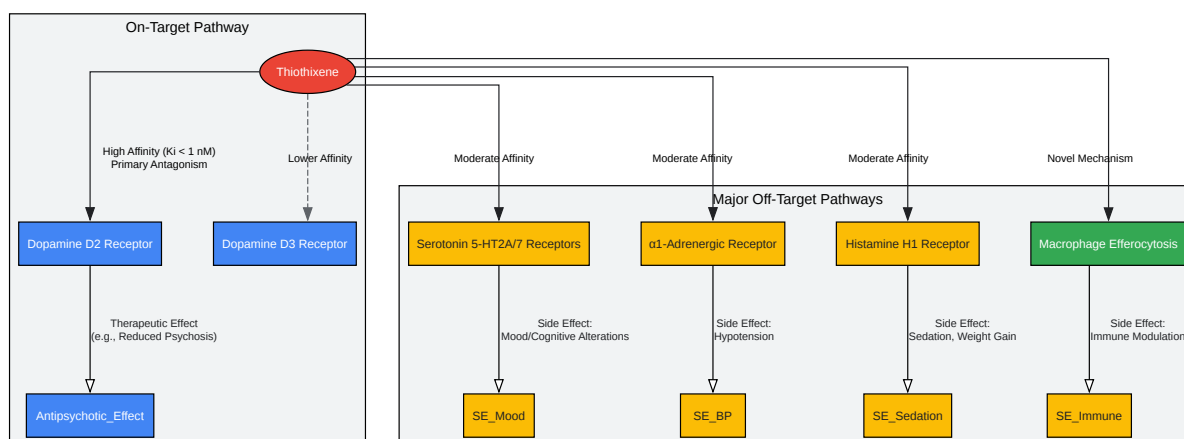 On-Target Pathway
Thiothixene
High Affinity (Ki < 1 nM)
Primary Antagonism
Lower Affinity
Moderate Affinity
Moderate Affinity
Moderate Affinity
Novel Mechanism
Major Off-Target Pathways
Dopamine D2 Receptor
Dopamine D3 Receptor
Serotonin 5-HT2A/7 Receptors
α1-Adrenergic Receptor
Histamine H1 Receptor
Macrophage Efferocytosis
Therapeutic Effect
(e.g., Reduced Psychosis)
Side Effect:
Mood/Cognitive Alterations
Side Effect:
Hypotension
Side Effect:
Sedation, Weight Gain
Side Effect:
Immune Modulation
Antipsychotic_Effect
SE_Mood
SE_BP
SE_Sedation
SE_Immune